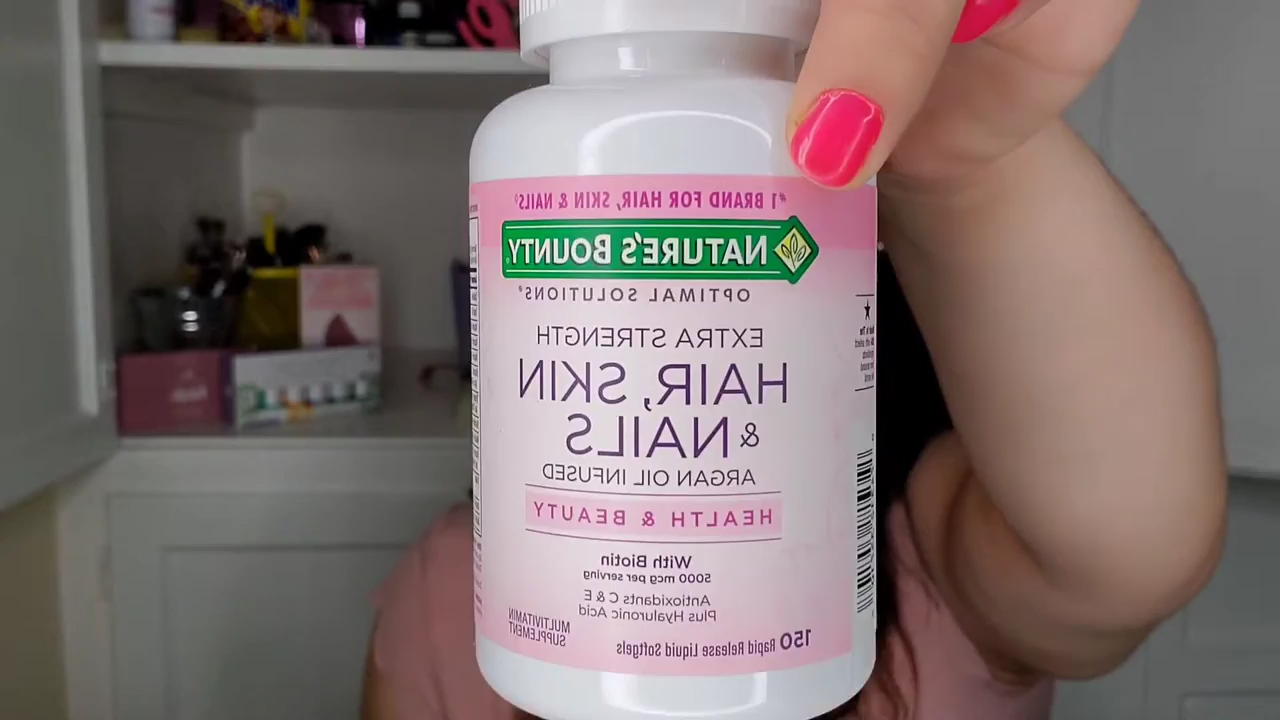 #1 BRAND FOR HAIR, SKIN & NAILS
NATURE'S BOUNTY
OPTIMAL SOLUTIONS®
EXTRA STRENGTH
HAIR, SKIN
& NAILS
ARGAN OIL INFUSED
HEALTH & BEAUTY
With Biotin
5000 mcg per serving
Antioxidants C & E
Plus Hyaluronic Acid
MULTIVITAMIN
SUPPLEMENT
150 Rapid Release Liquid Softgels